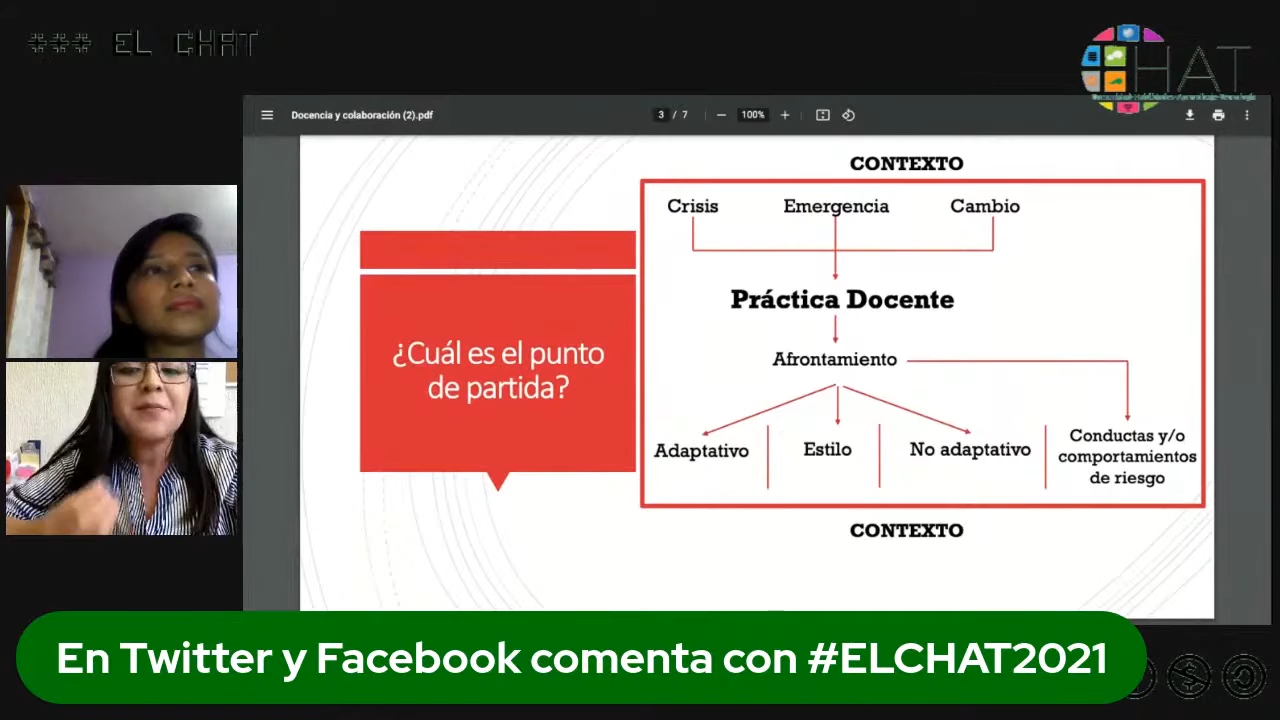 ### EL CHAT
HAT
Docencia y colaboración (2).pdf
3 / 7
100%
CONTEXTO
Crisis
Emergencia
Cambio
Práctica Docente
¿Cuál es el punto
de partida?
Afrontamiento
Adaptativo
Estilo
No adaptativo
Conductas y/o
comportamientos
de riesgo
CONTEXTO
En Twitter y Facebook comenta con #ELCHAT2021